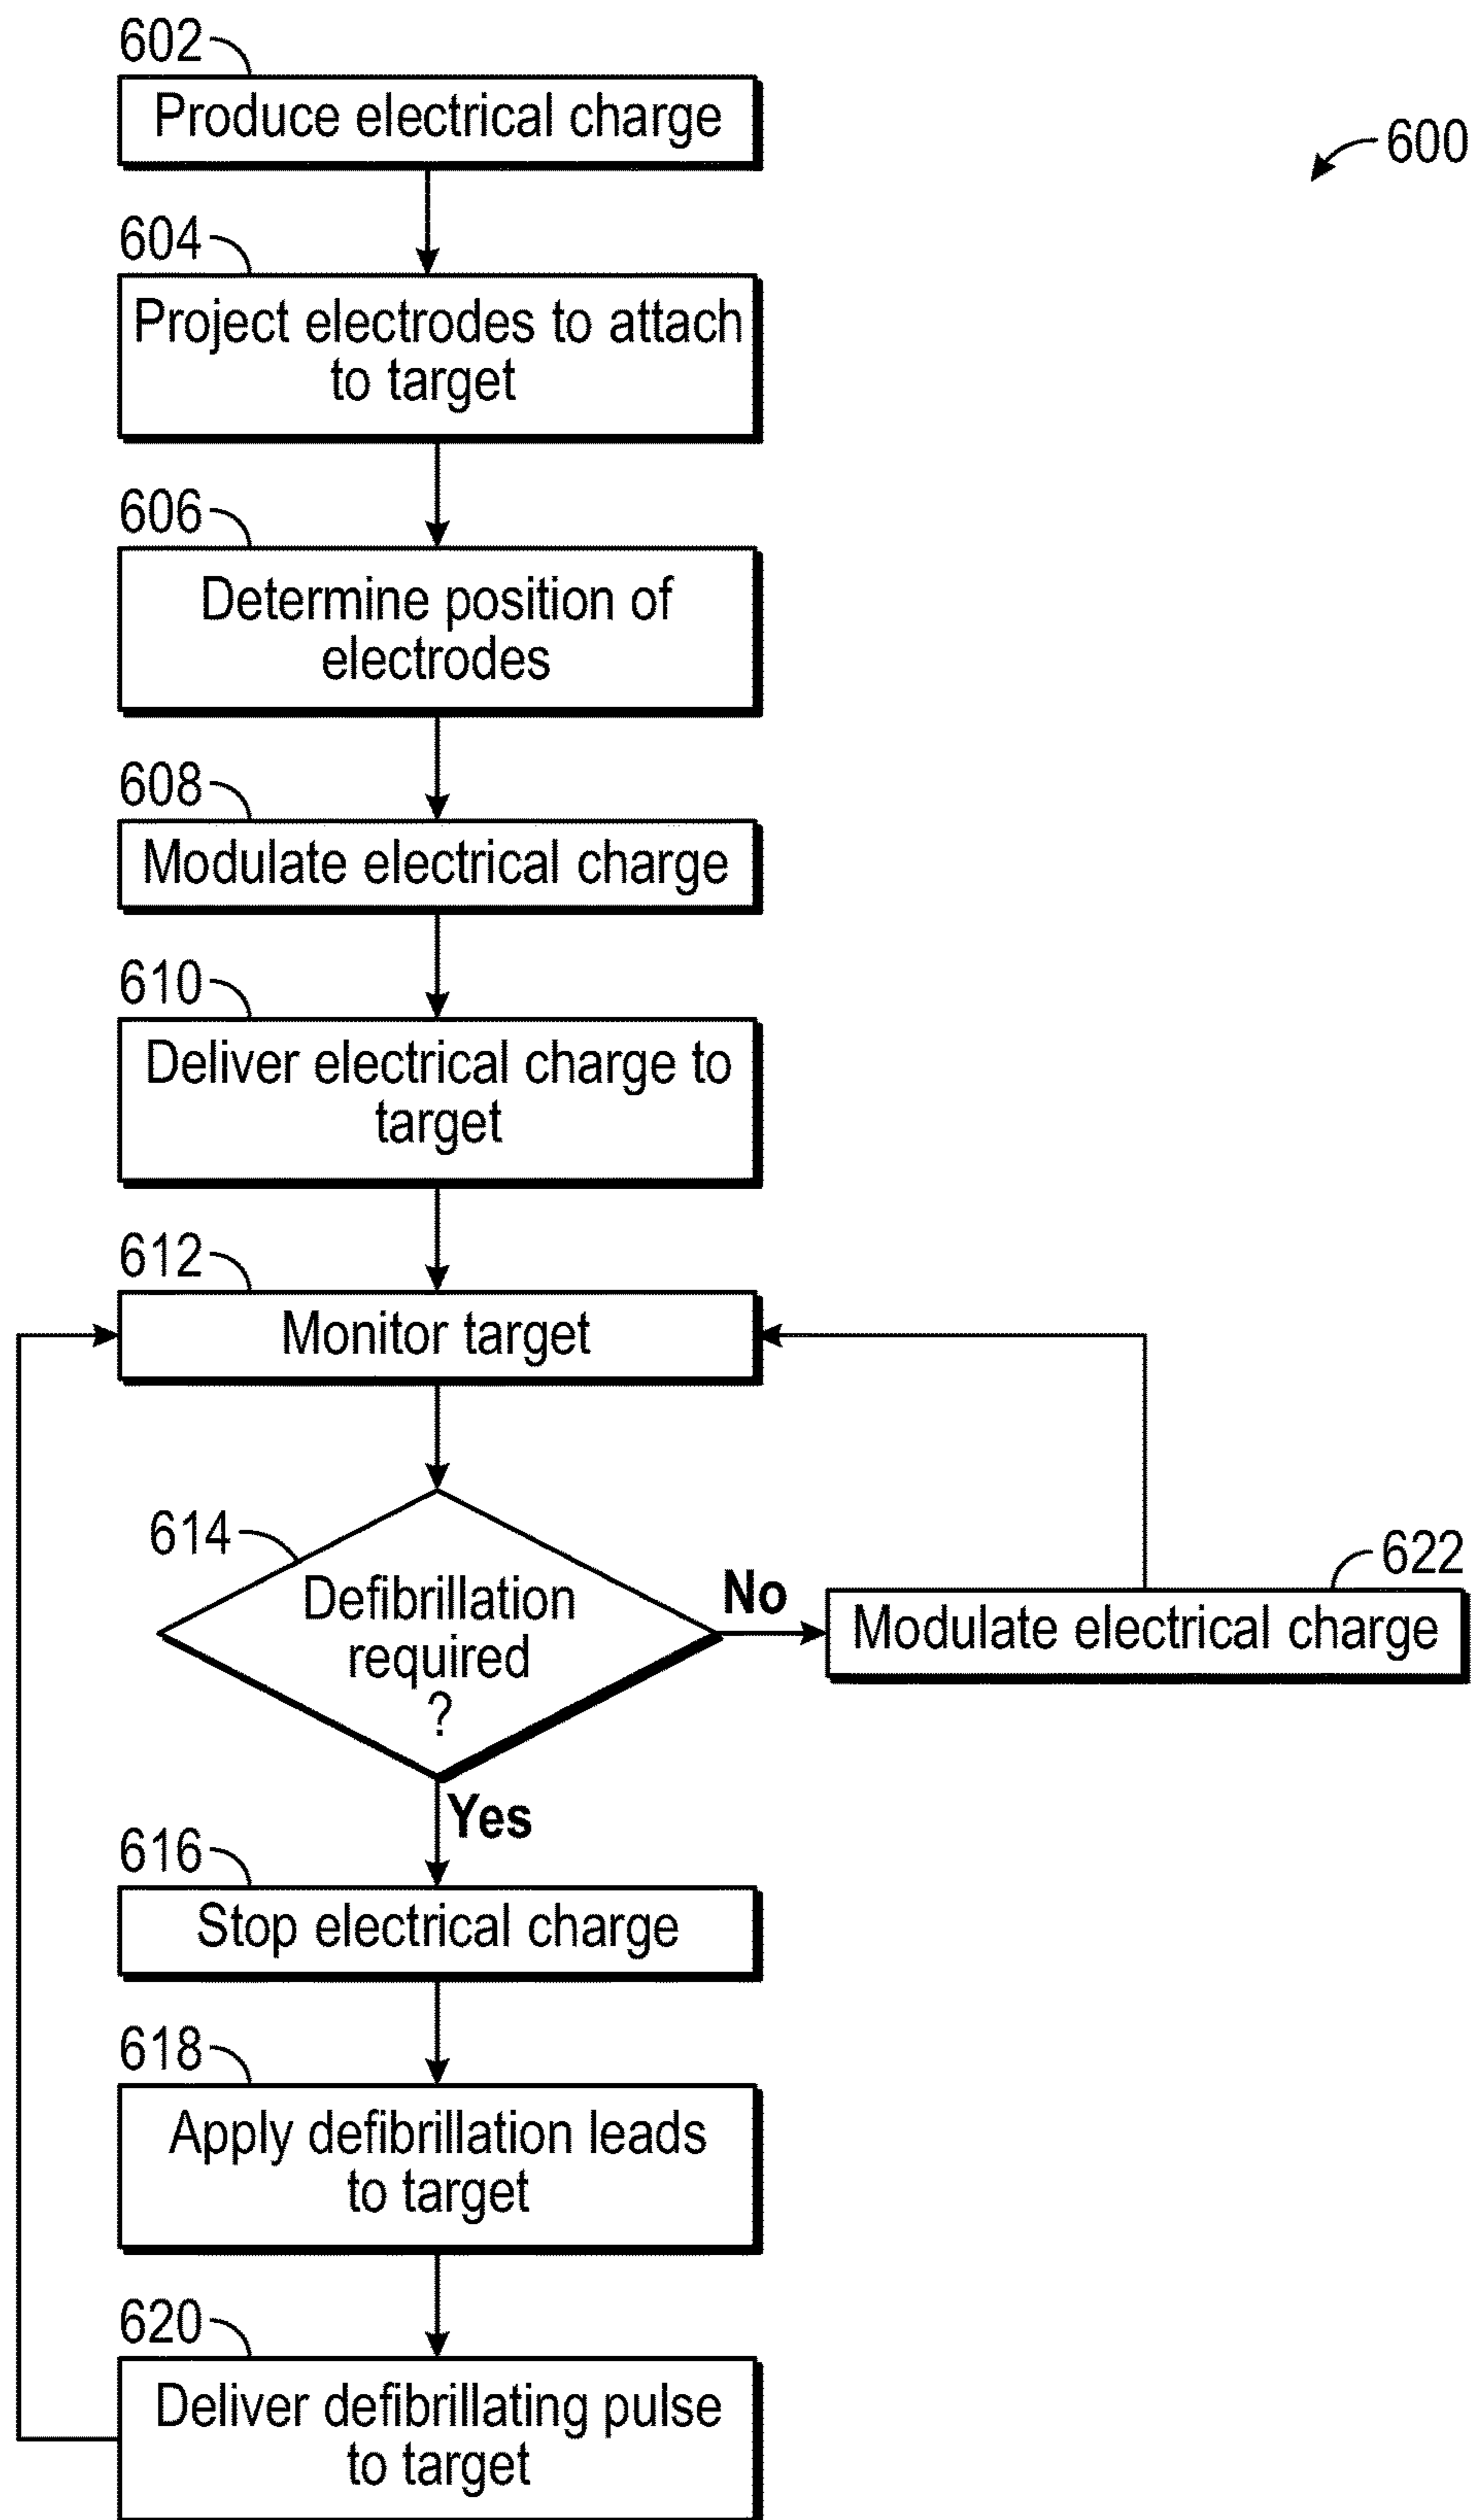 602
Produce electrical charge
600
604
Project electrodes to attach
to target
606
Determine position of
electrodes
608
Modulate electrical charge
610
Deliver electrical charge to
target
612
Monitor target
614
Defibrillation
required
?
No
622
Modulate electrical charge
Yes
616
Stop electrical charge
618
Apply defibrillation leads
to target
620
Deliver defibrillating pulse
to target